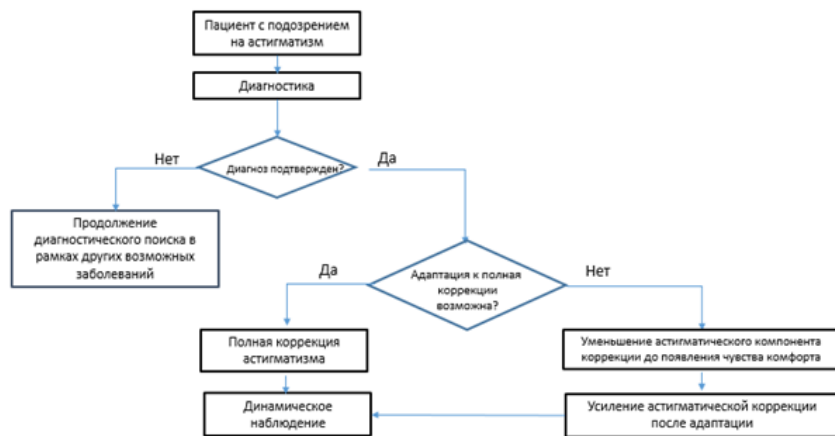 Пациент с подозрением
на астигматизм
Диагностика
Нет
Диагноз подтвержден?
Да
Продолжение
диагностического поиска в
рамках других возможных
заболеваний
Да
Адаптация к полная
коррекции
возможна?
Нет
Полная коррекция
астигматизма
Уменьшение астигматического компонента
коррекции до появления чувства комфорта
Динамическое
наблюдение
Усиление астигматической коррекции
после адаптации